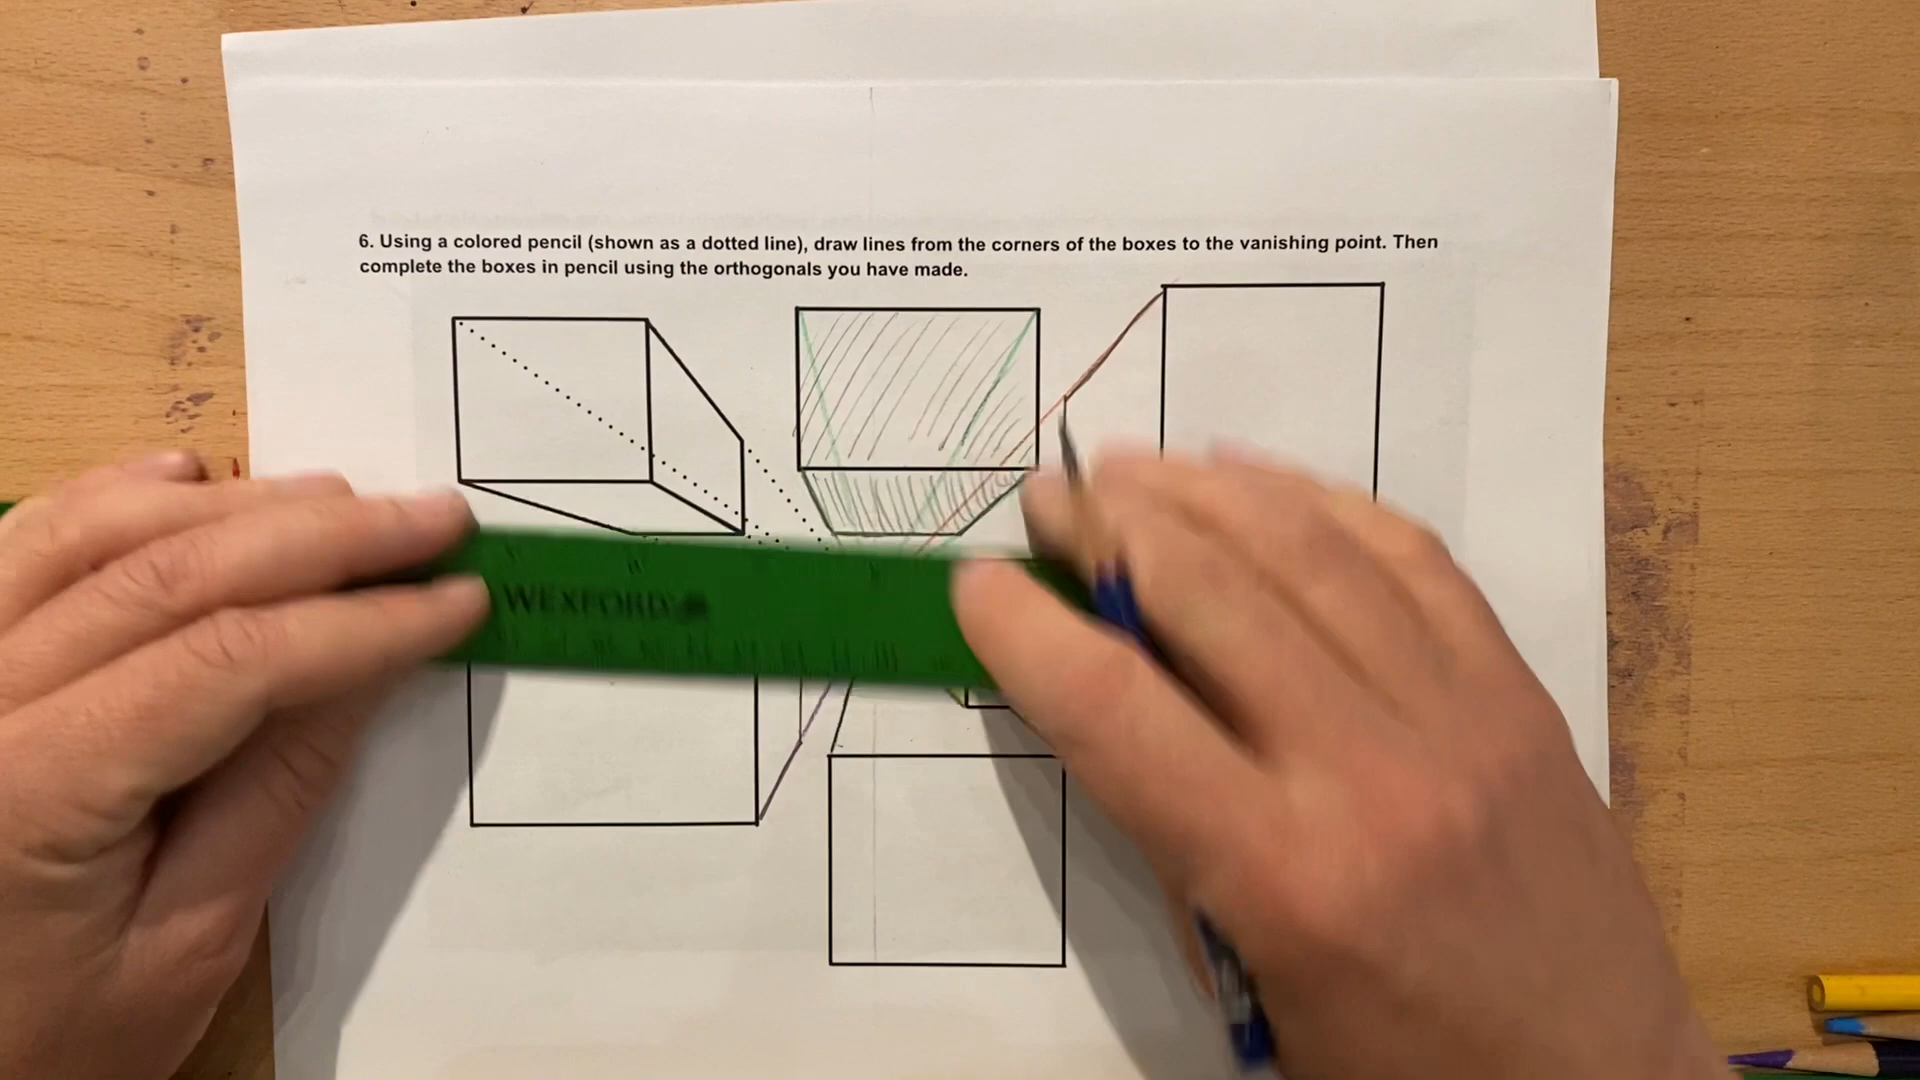 6. Using a colored pencil (shown as a dotted line), draw lines from the corners of the boxes to the vanishing point. Then
complete the boxes in pencil using the orthogonals you have made.
WEXFORD